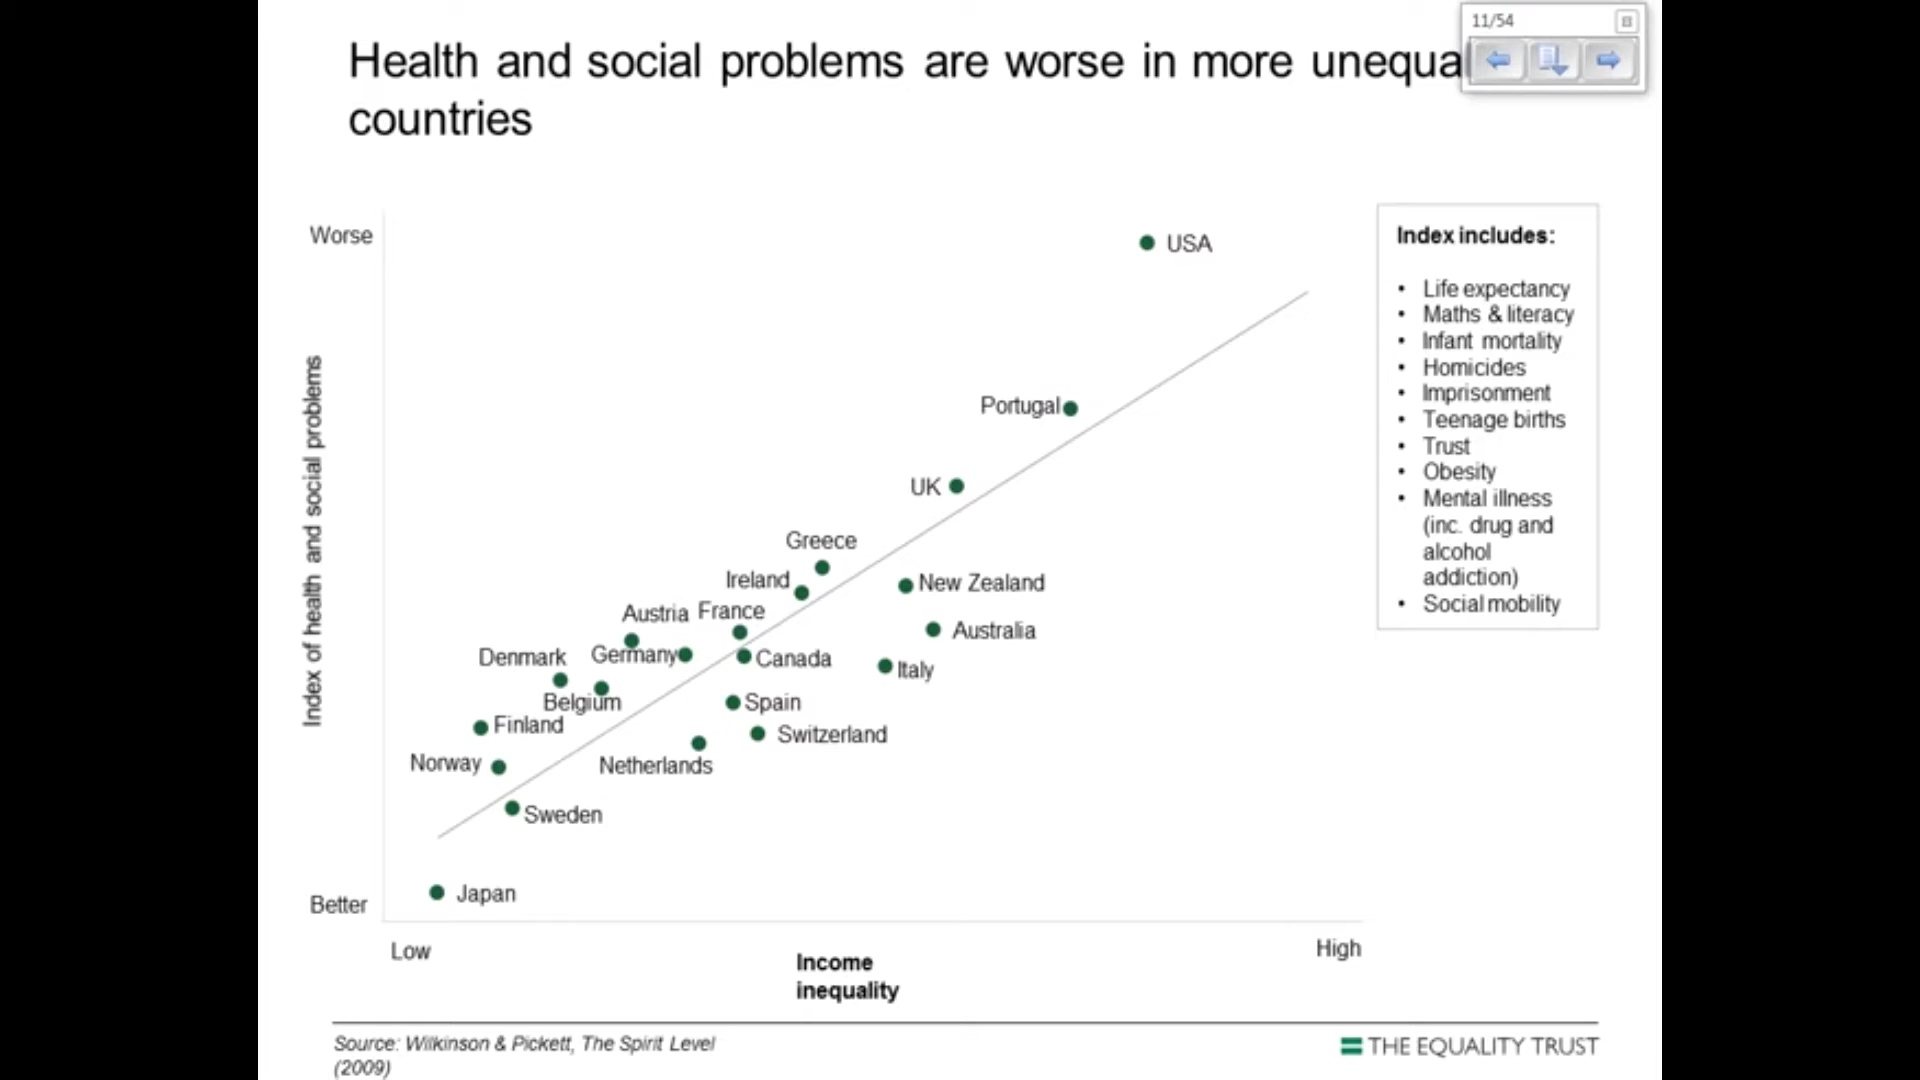 11/54
Health and social problems are worse in more unequa
countries
Worse
USA
Index includes:
• Life expectancy
• Maths & literacy
• Infant mortality
• Homicides
• Imprisonment
• Teenage births
• Trust
• Obesity
• Mental illness
(inc. drug and
alcohol
addiction)
• Social mobility
Index of health and social problems
Portugal
UK
Greece
Ireland
New Zealand
Austria France
Australia
Denmark
Germany
Canada
Italy
Belgium
Spain
Finland
Switzerland
Norway
Netherlands
Sweden
Japan
Better
Low
High
Income
inequality
Source: Wilkinson & Pickett, The Spirit Level
(2009)
THE EQUALITY TRUST